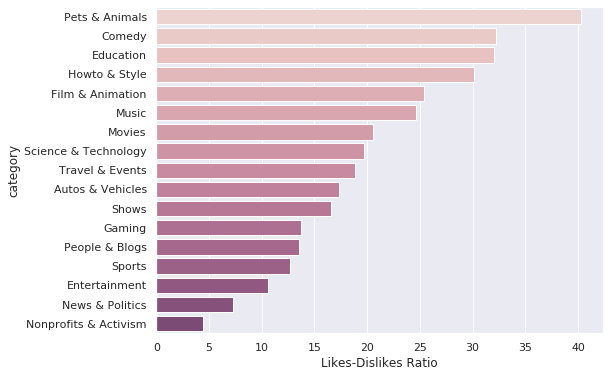 Pets & Animals
Comedy
Education
Howto & Style
Film & Animation
Music
Movies
Science & Technology
Travel & Events
Autos & Vehicles
Shows
Gaming
People & Blogs
Sports
Entertainment
News & Politics
Nonprofits & Activism
category
0 5 10 15 20 25 30 35 40
Likes-Dislikes Ratio